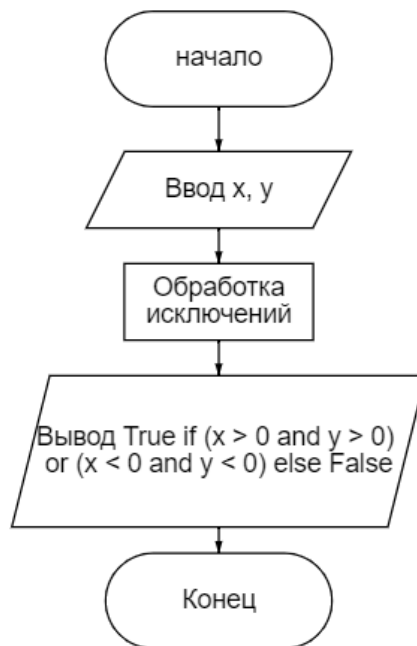 начало
Ввод x, y
Обработка
исключений
Вывод True if (x > 0 and y > 0)
or (x < 0 and y < 0) else False
Конец